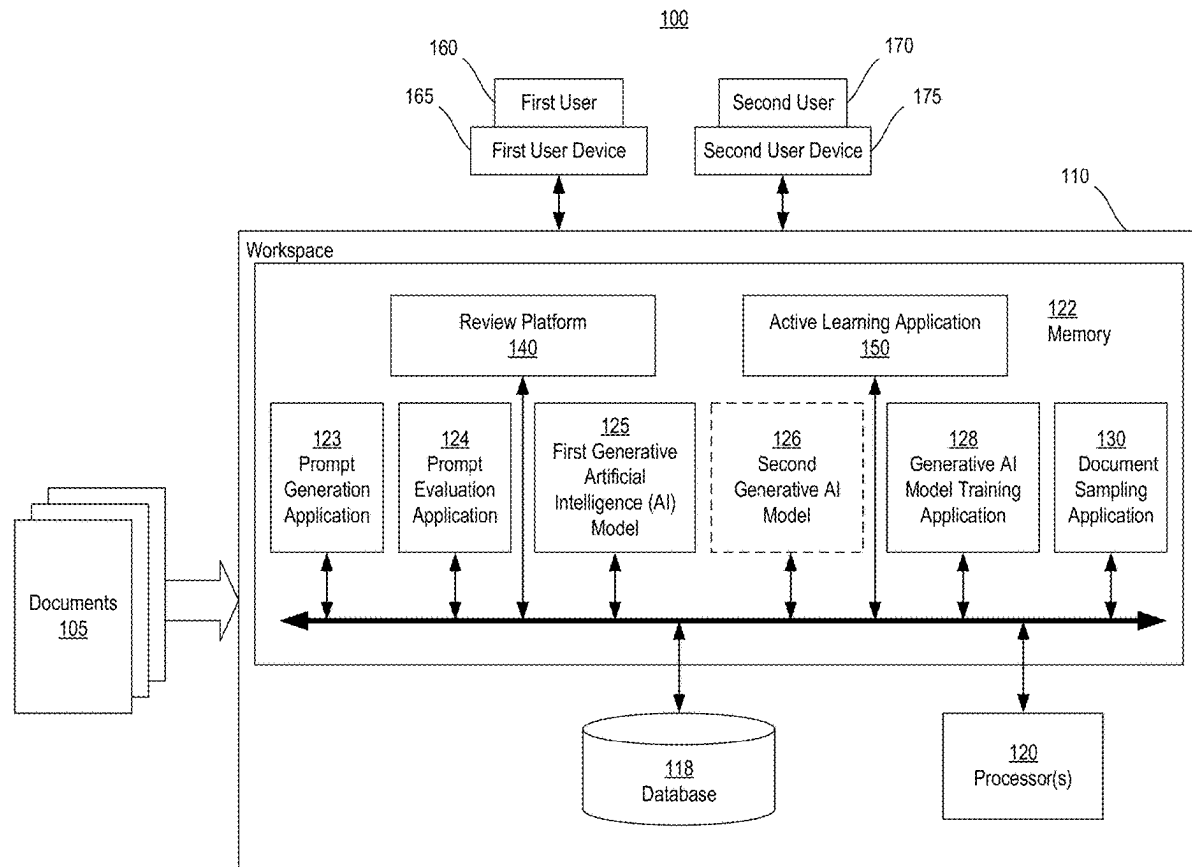 100
160
First User
165
First User Device
170
Second User
175
Second User Device
110
Workspace
Review Platform
140
Active Learning Application
150
122
Memory
123
Prompt
Generation
Application
124
Prompt
Evaluation
Application
125
First Generative
Artificial
Intelligence (AI)
Model
126
Second
Generative AI
Model
128
Generative AI
Model Training
Application
130
Document
Sampling
Application
Documents
105
118
Database
120
Processor(s)